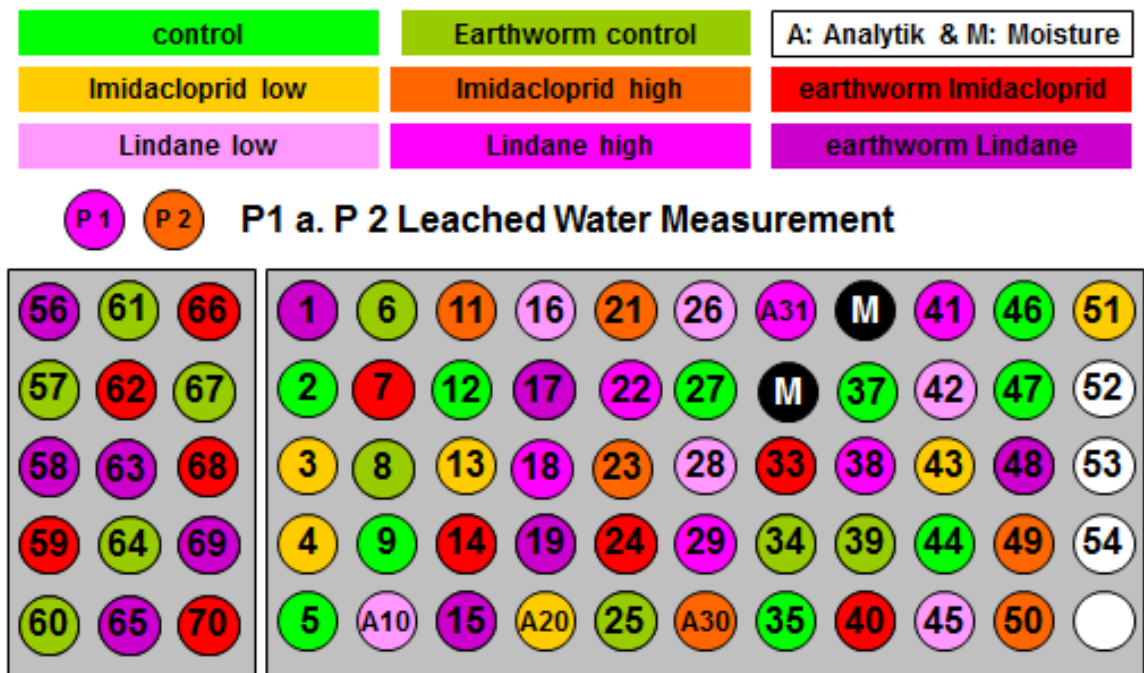 control Earthworm control A: Analytik & M: Moisture
Imidacloprid low Imidacloprid high earthworm Imidacloprid
Lindane low Lindane high earthworm Lindane
P 1 P 2 P1 a. P 2 Leached Water Measurement
56 61 66 1 6 11 16 21 26 A31 M 41 46 51
57 62 67 2 7 12 17 22 27 M 37 42 47 52
58 63 68 3 8 13 18 23 28 33 38 43 48 53
59 64 69 4 9 14 19 24 29 34 39 44 49 54
60 65 70 5 A10 15 A20 25 A30 35 40 45 50